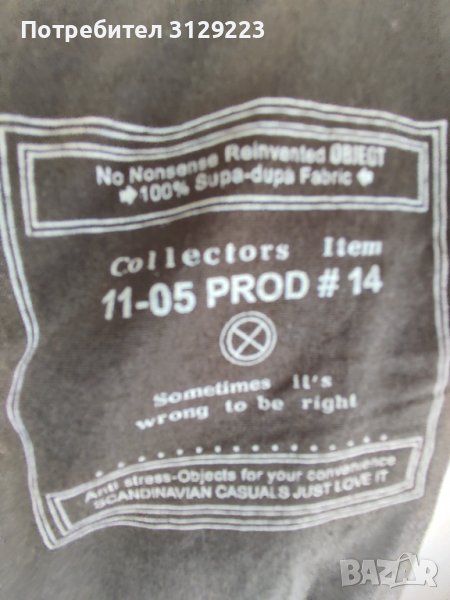 Потребител 3129223
No Nonsense Reinvented OBJECT
100% Supa-dupa Fabric
Collectors Item
11-05 PROD # 14
Sometimes it's
wrong to be right
Anti stress-Objects for your convenience
SCANDINAVIAN CASUALS JUST LOVE IT
BAZAR